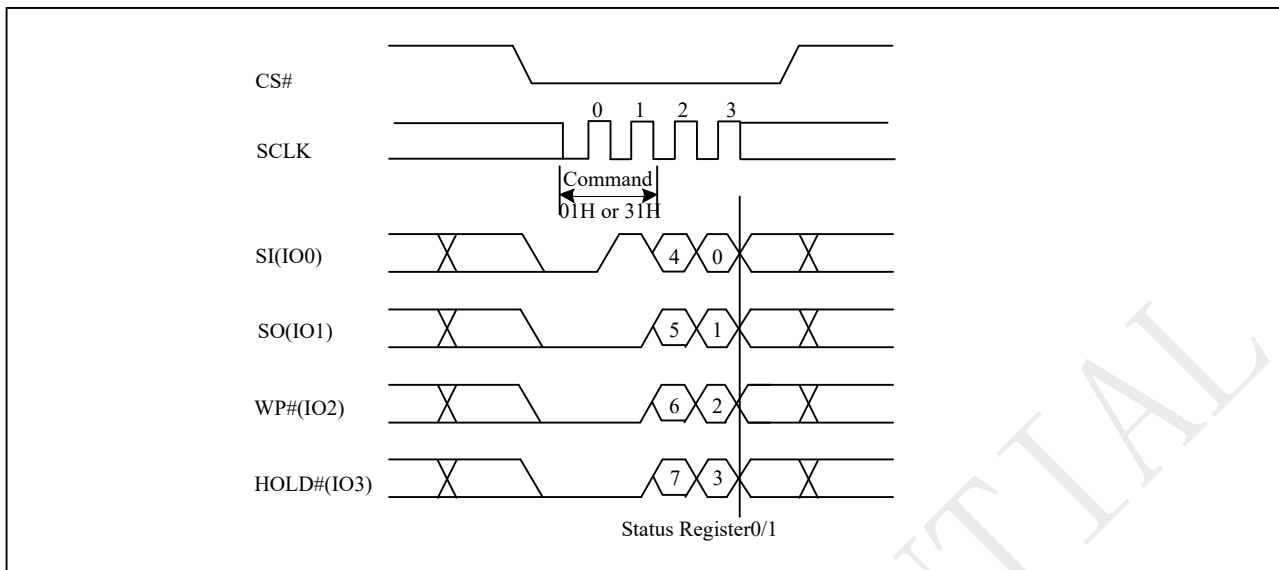 CS#
0 1 2 3
SCLK
Command
01H or 31H
SI(IO0) 4 0
SO(IO1) 5 1
WP#(IO2) 6 2
HOLD#(IO3) 7 3
Status Register0/1
NTIAL